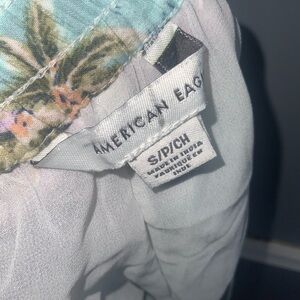 AMERICAN EAG
S/P/CH
MADE IN INDIA
FABRIQUÉ EN
INDE